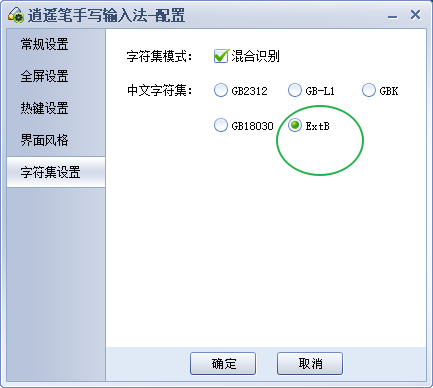 逍遥笔手写输入法-配置
常规设置
全屏设置
热键设置
界面风格
字符集设置
字符集模式： 混合识别
中文字符集： GB2312 GB-L1 GBK
GB18030 ExtB
确定 取消